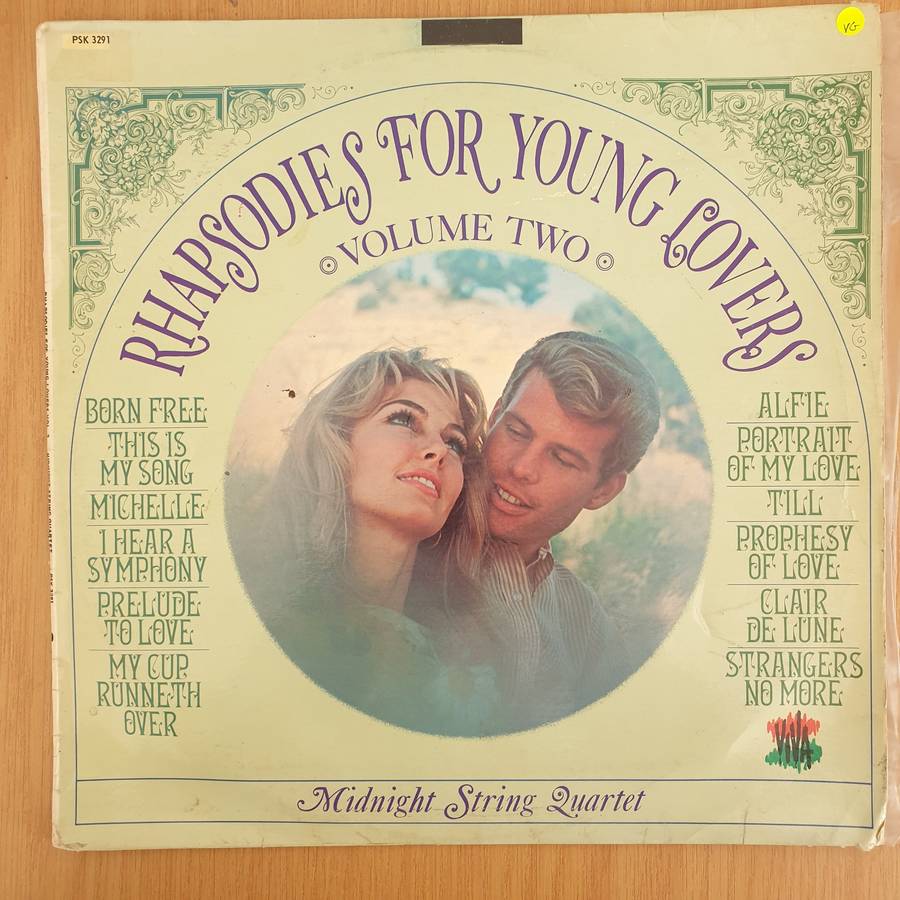 PSK 3291
VG
RHAPSODIES FOR YOUNG LOVERS
VOLUME TWO
BORN FREE
THIS IS
MY SONG
MICHELLE
I HEAR A
SYMPHONY
PRELUDE
TO LOVE
MY CUP
RUNNETH
OVER
ALFIE
PORTRAIT
OF MY LOVE
TILL
PROPHESY
OF LOVE
CLAIR
DE LUNE
STRANGERS
NO MORE
VIVA
Midnight String Quartet